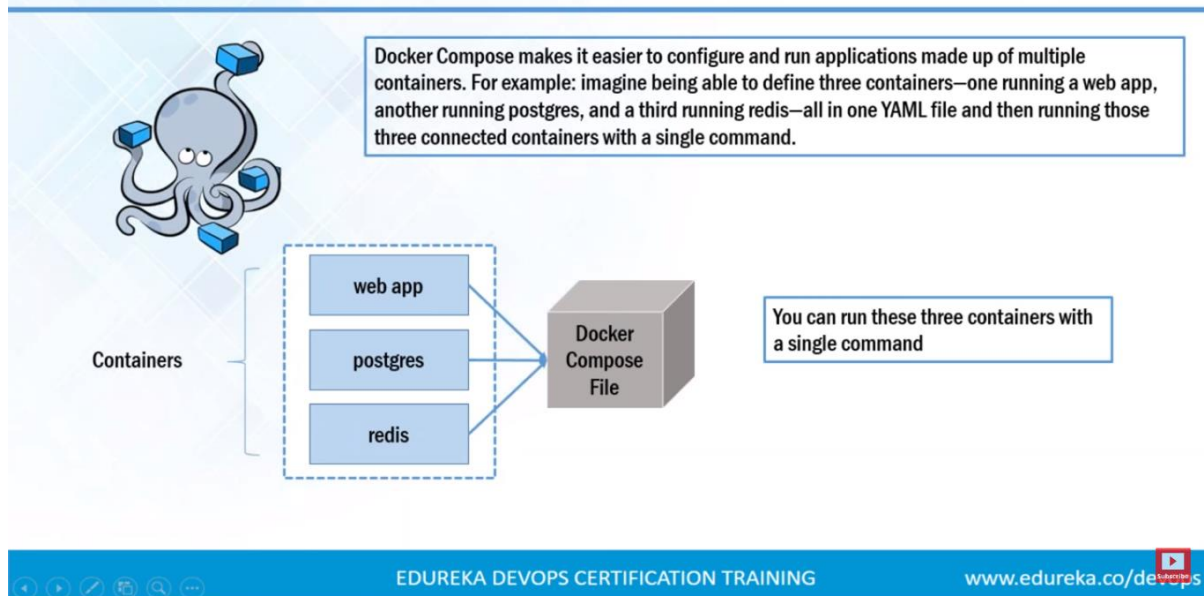 Docker Compose makes it easier to configure and run applications made up of multiple
containers. For example: imagine being able to define three containers—one running a web app,
another running postgres, and a third running redis—all in one YAML file and then running those
three connected containers with a single command.
Containers
web app
postgres
redis
Docker
Compose
File
You can run these three containers with
a single command
EDUREKA DEVOPS CERTIFICATION TRAINING
www.edureka.co/devops
Subscribe